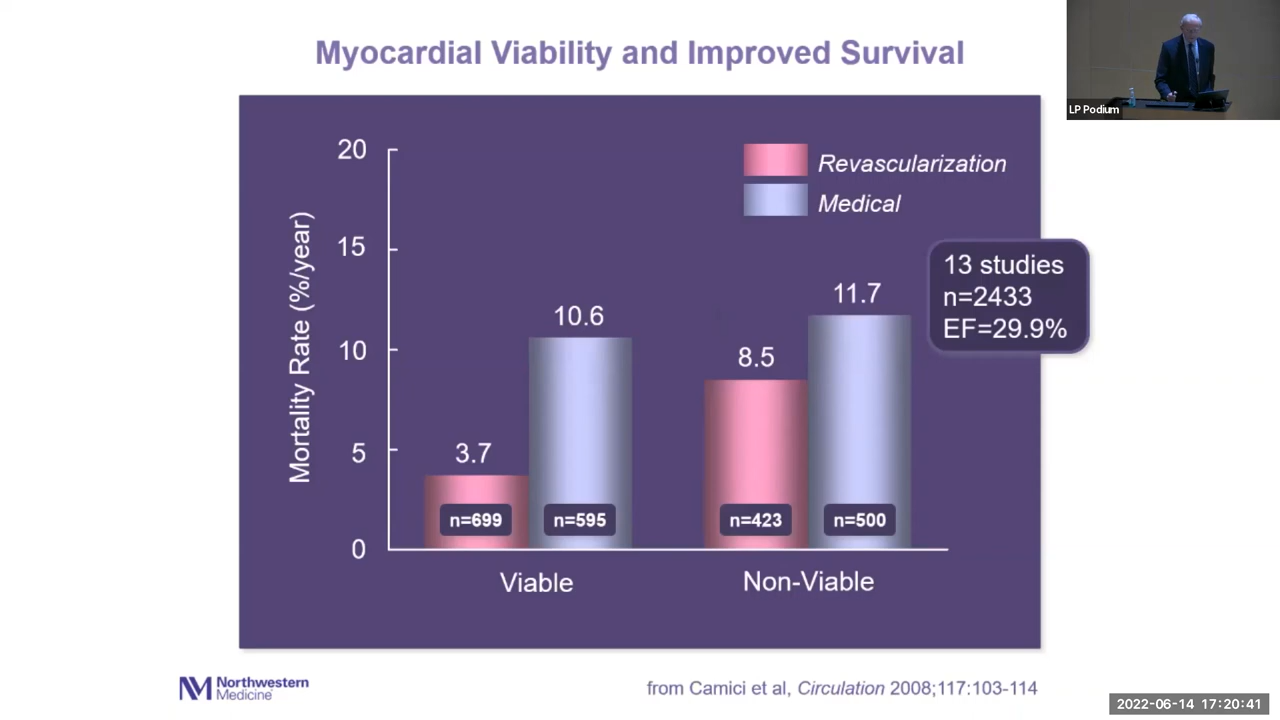 Myocardial Viability and Improved Survival
LP Podium
20
15
10
5
0
Mortality Rate (%/year)
Revascularization
Medical
13 studies
n=2433
EF=29.9%
3.7
10.6
8.5
11.7
n=699
n=595
n=423
n=500
Viable
Non-Viable
Northwestern
Medicine
from Camici et al, Circulation 2008;117:103-114
2022-06-14 17:20:41